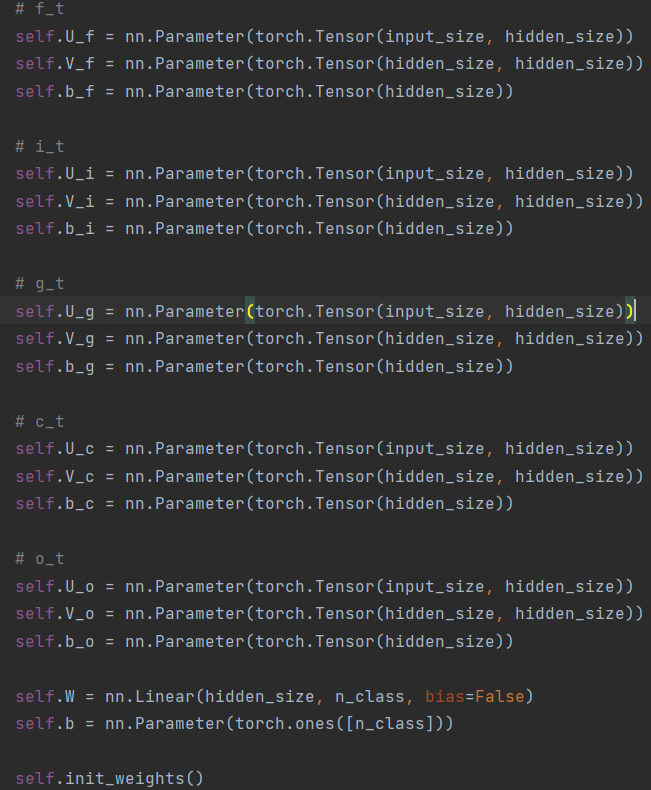 # f_t
self.U_f = nn.Parameter(torch.Tensor(input_size, hidden_size))
self.V_f = nn.Parameter(torch.Tensor(hidden_size, hidden_size))
self.b_f = nn.Parameter(torch.Tensor(hidden_size))

# i_t
self.U_i = nn.Parameter(torch.Tensor(input_size, hidden_size))
self.V_i = nn.Parameter(torch.Tensor(hidden_size, hidden_size))
self.b_i = nn.Parameter(torch.Tensor(hidden_size))

# g_t
self.U_g = nn.Parameter(torch.Tensor(input_size, hidden_size))
self.V_g = nn.Parameter(torch.Tensor(hidden_size, hidden_size))
self.b_g = nn.Parameter(torch.Tensor(hidden_size))

# c_t
self.U_c = nn.Parameter(torch.Tensor(input_size, hidden_size))
self.V_c = nn.Parameter(torch.Tensor(hidden_size, hidden_size))
self.b_c = nn.Parameter(torch.Tensor(hidden_size))

# o_t
self.U_o = nn.Parameter(torch.Tensor(input_size, hidden_size))
self.V_o = nn.Parameter(torch.Tensor(hidden_size, hidden_size))
self.b_o = nn.Parameter(torch.Tensor(hidden_size))

self.W = nn.Linear(hidden_size, n_class, bias=False)
self.b = nn.Parameter(torch.ones([n_class]))

self.init_weights()